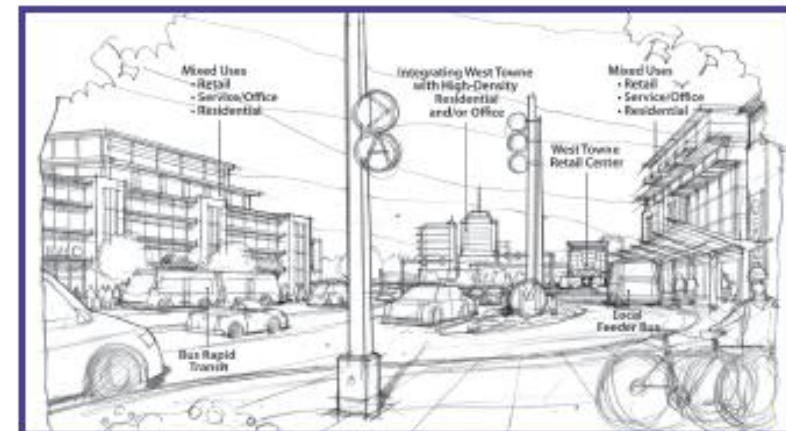 Mixed Uses
• Retail
• Service/Office
• Residential
Integrating West Towne
with High-Density
Residential
and/or Office
West Towne
Retail Center
Mixed Uses
• Retail
• Service/Office
• Residential
Bus Rapid
Transit
Local
Feeder Bus